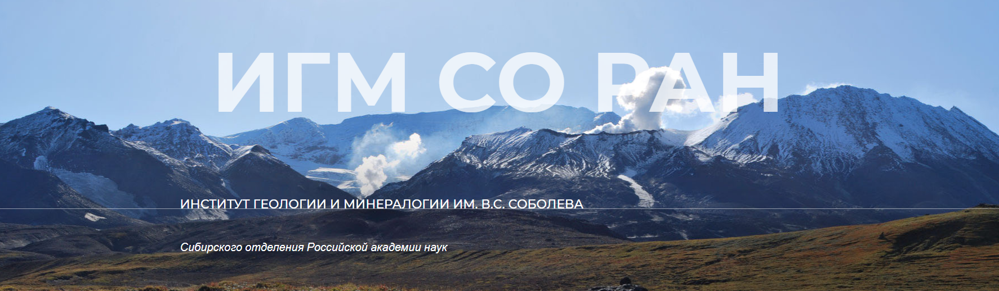 ИГМ СО РАН
ИНСТИТУТ ГЕОЛОГИИ И МИНЕРАЛОГИИ ИМ. В.С. СОБОЛЕВА
Сибирского отделения Российской академии наук